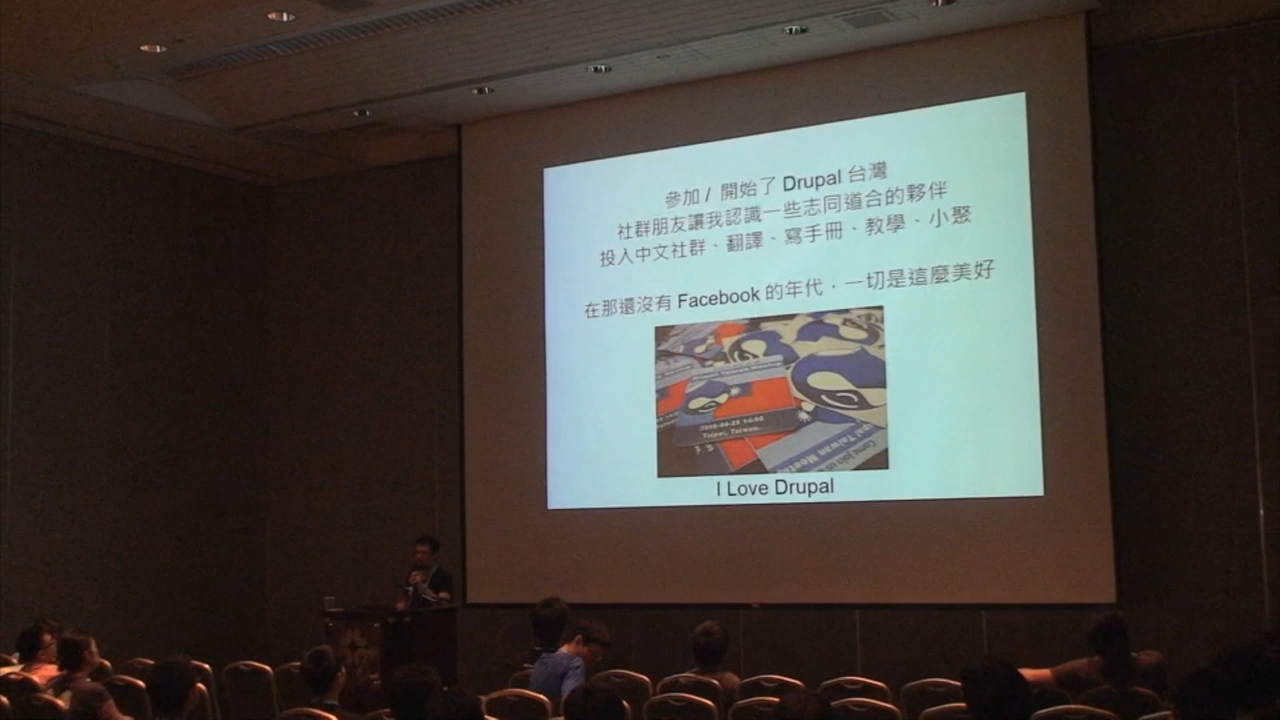 參加 / 開始了 Drupal 台灣
社群朋友讓我認識一些志同道合的夥伴
投入中文社群、翻譯、寫手冊、教學、小聚
在那還沒有 Facebook 的年代，一切是這麼美好
Taipei, Taiwan.
I Love Drupal